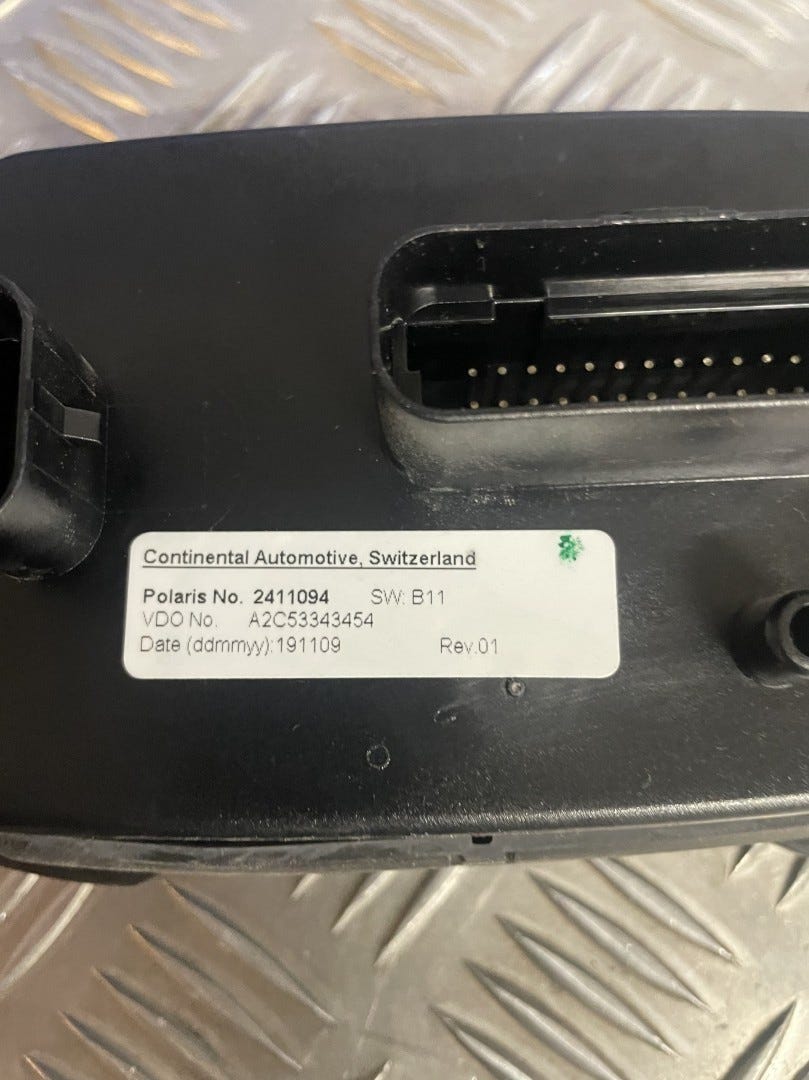 Continental Automotive, Switzerland
Polaris No. 2411094 SW: B11
VDO No. A2C53343454
Date (ddmmyy):191109 Rev.01